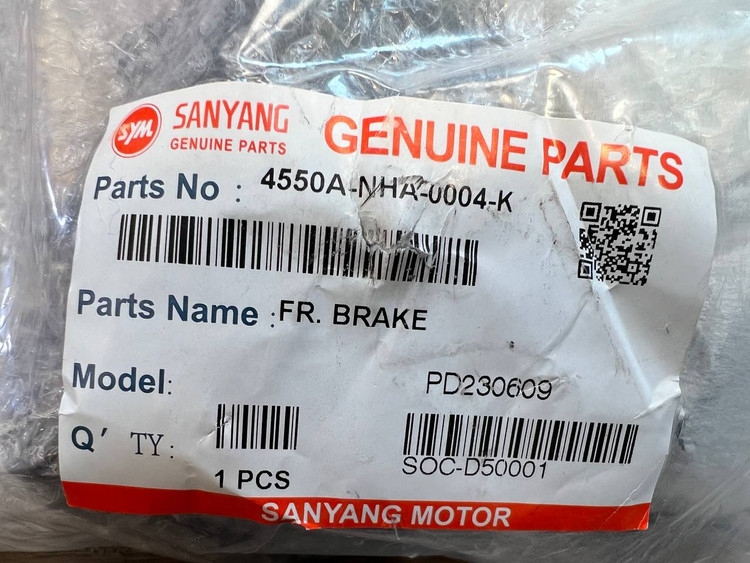 SYM SANYANG
GENUINE PARTS
GENUINE PARTS
Parts No : 4550A-NHA-0004-K
Parts Name : FR. BRAKE
Model:
PD230609
Q' TY:
1 PCS
SOC-D50001
SANYANG MOTOR